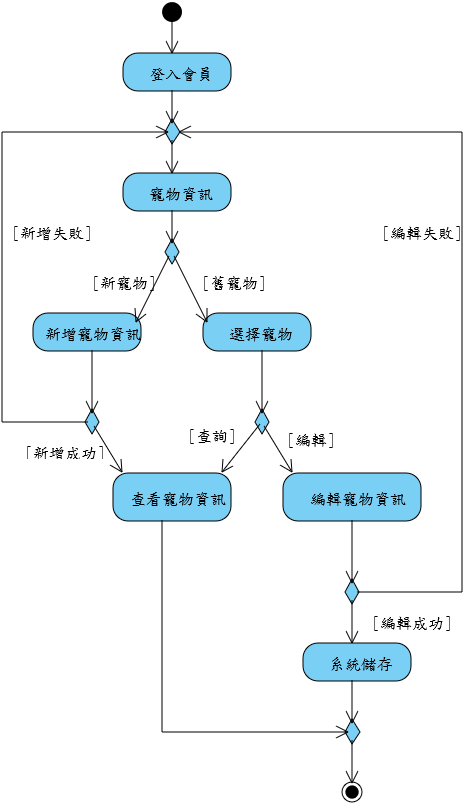 登入會員
寵物資訊
[新增失敗]
[編輯失敗]
[新寵物]
[舊寵物]
新增寵物資訊
選擇寵物
[查詢]
[編輯]
[新增成功]
查看寵物資訊
編輯寵物資訊
[編輯成功]
系統儲存